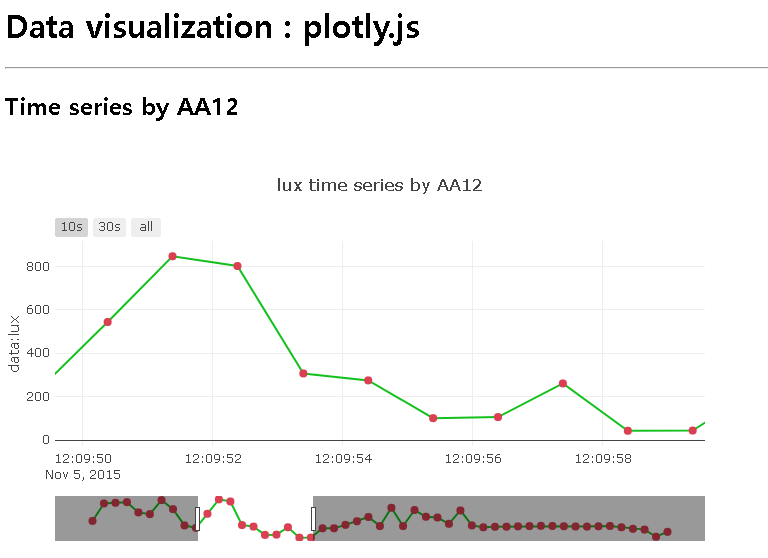 Data visualization : plotly.js
Time series by AA12
lux time series by AA12
10s 30s all
800
600
400
200
0
data:lux
12:09:50 12:09:52 12:09:54 12:09:56 12:09:58
Nov 5, 2015